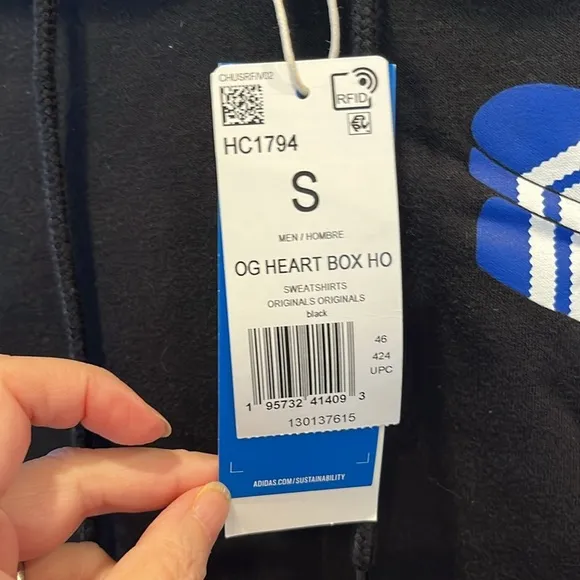 CHUSRFIV02
RFID
HC1794
S
MEN / HOMBRE
OG HEART BOX HO
SWEATSHIRTS
ORIGINALS ORIGINALS
black
46
424
UPC
1 95732 41409 3
130137615
ADIDAS.COM/SUSTAINABILITY